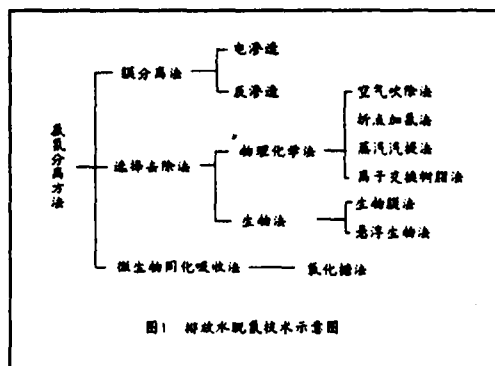 氨氮分离方法
膜分离法
电渗透
反渗透
选择去除法
物理化学法
空气吹除法
折点加氯法
蒸汽汽提法
离子交换树脂法
生物法
生物膜法
悬浮生物法
微生物同化吸收法
氧化塘法
图1 排放水脱氮技术示意图